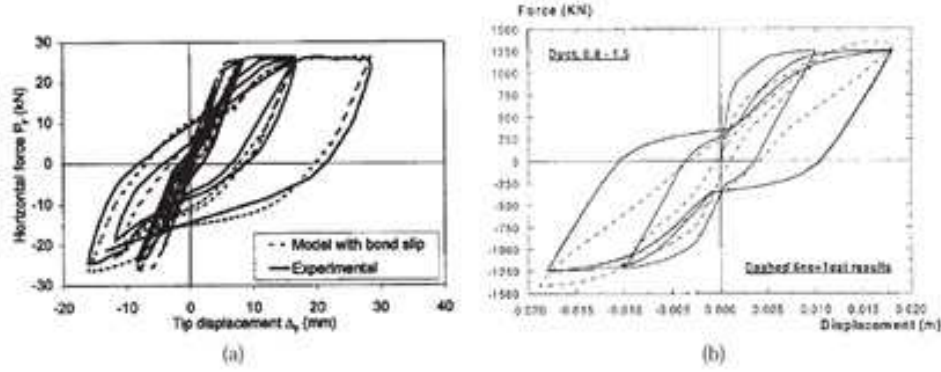 Force (KN)
30
20
10
0
-10
-20
-30
Horizontal force P (kN)
Model with bond slip
Experimental
-20 -10 0 10 20 30 40
Tip displacement Δ (mm)
(a)
1500
1250
1000
750
500
250
0
-250
-500
-750
-1000
-1250
-1500
Duct. 0.8 - 1.5
Dashed line=Test results
0.020 -0.015 0.010 -0.005 0.000 0.005 0.010 0.015 0.020
Displacement (m)
(b)